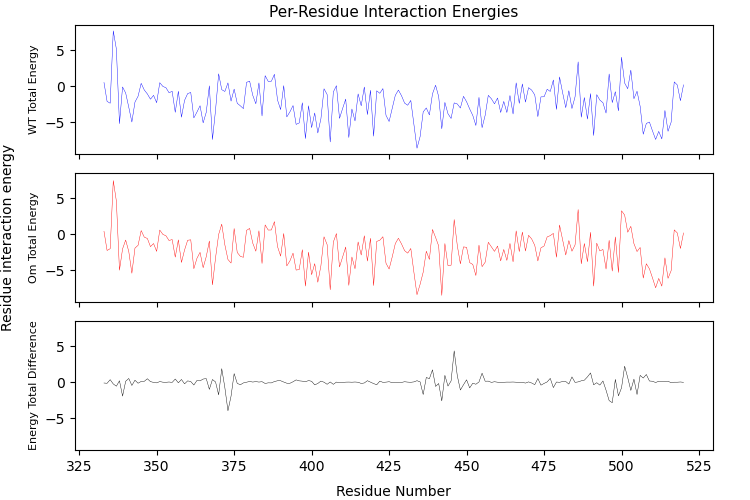 Per-Residue Interaction Energies
Residue interaction energy
WT Total Energy
5
0
−5
Om Total Energy
5
0
−5
Energy Total Difference
5
0
−5
325 350 375 400 425 450 475 500 525
Residue Number